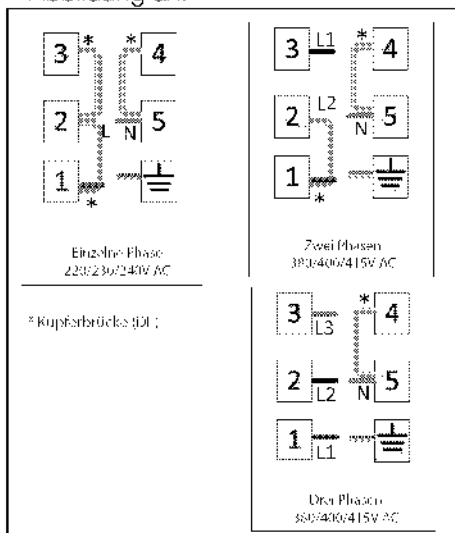 * 3 4
2 L N 5
1 *
Einzelne Phase
220/230/240V AC
3 L1 * 4
2 L2 N 5
1 *
Zwei Phasen
380/400/415V AC
* Kupferbrücke
3 L3 * 4
2 L2 N 5
1 L1
Drei Phasen
380/400/415V AC